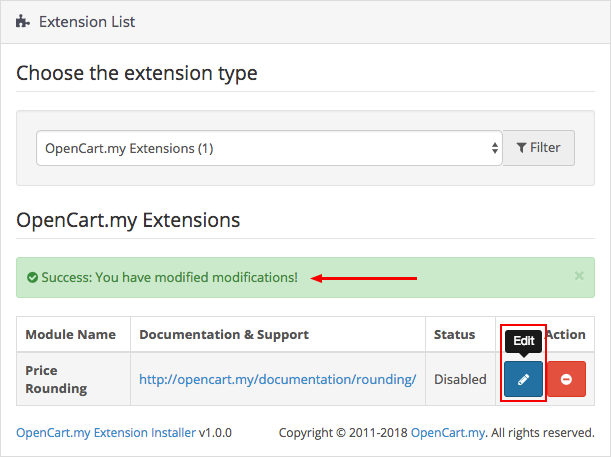 Extension List
Choose the extension type
OpenCart.my Extensions (1)
Filter
OpenCart.my Extensions
Success: You have modified modifications!
×
Edit
Module Name Documentation & Support Status Action
Price
Rounding
http://opencart.my/documentation/rounding/ Disabled
OpenCart.my Extension Installer v1.0.0 Copyright © 2011-2018 OpenCart.my. All rights reserved.